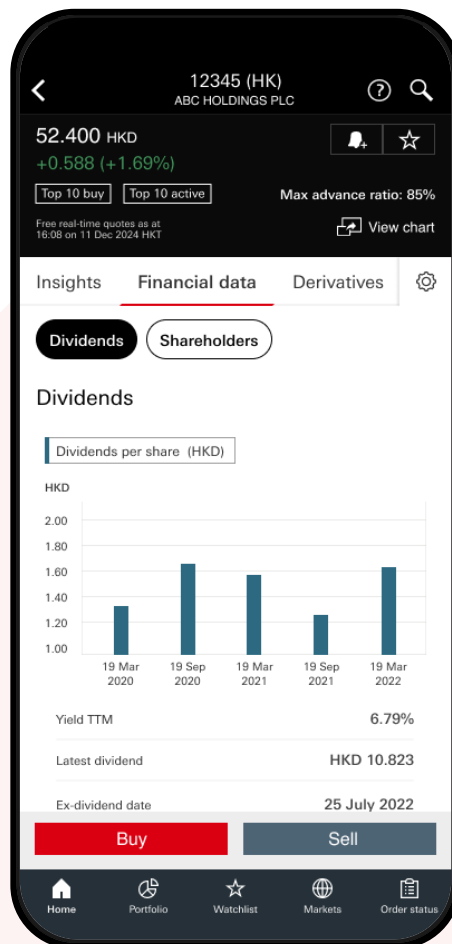 12345 (HK)
ABC HOLDINGS PLC
52.400 HKD
+0.588 (+1.69%)
Top 10 buy Top 10 active
Max advance ratio: 85%
Free real-time quotes as at
16:08 on 11 Dec 2024 HKT
View chart
Insights Financial data Derivatives
Dividends Shareholders
Dividends
Dividends per share (HKD)
HKD
2.00
1.80
1.60
1.40
1.20
1.00
19 Mar 2020
19 Sep 2020
19 Mar 2021
19 Sep 2021
19 Mar 2022
Yield TTM 6.79%
Latest dividend HKD 10.823
Ex-dividend date 25 July 2022
Buy Sell
Home Portfolio Watchlist Markets Order status